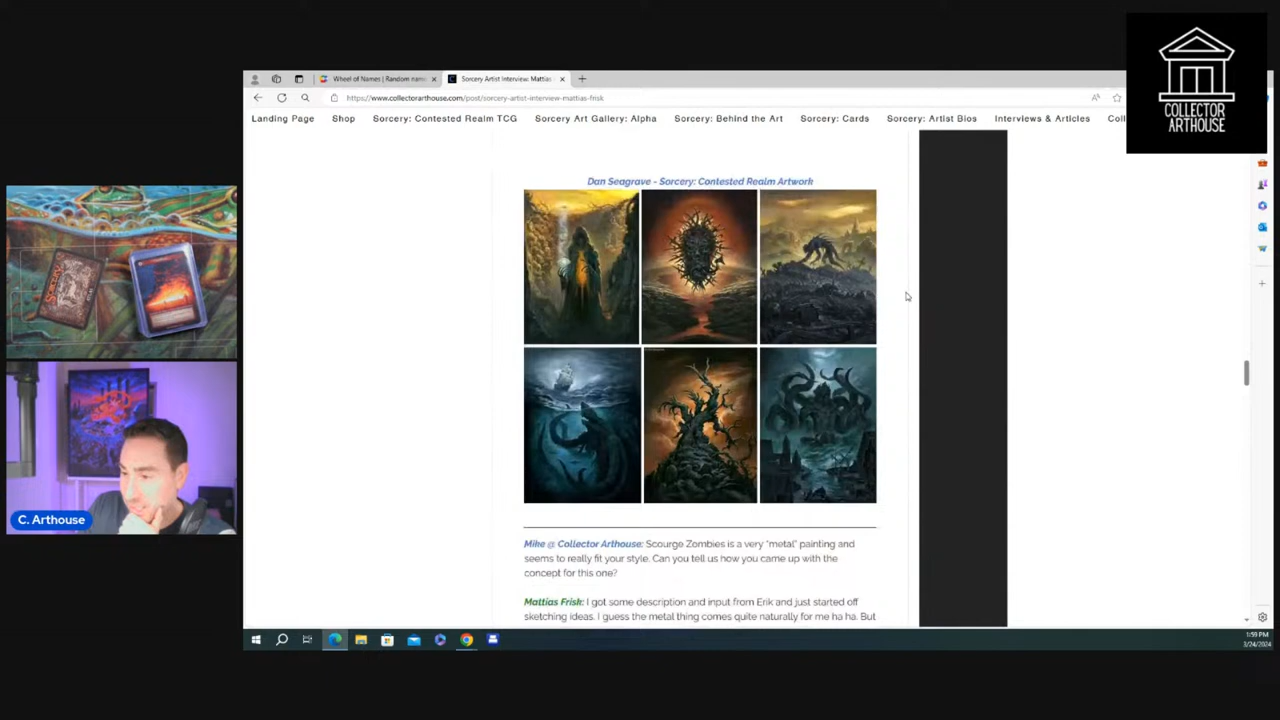 COLLECTOR
ARTHOUSE
Wheel of Names | Random name
Sorcery Artist Interview: Mattias
https://www.collectorarthouse.com/post/sorcery-artist-interview-mattias-frisk
Landing Page Shop Sorcery: Contested Realm TCG Sorcery Art Gallery: Alpha Sorcery: Behind the Art Sorcery: Cards Sorcery: Artist Bios Interviews & Articles Col
Dan Seagrave - Sorcery: Contested Realm Artwork
SORCERY
C. Arthouse
Mike @ Collector Arthouse: Scourge Zombies is a very "metal" painting and
seems to really fit your style. Can you tell us how you came up with the
concept for this one?
Mattias Frisk: I got some description and input from Erik and just started off
sketching ideas. I guess the metal thing comes quite naturally for me ha ha. But
1:59 PM
3/24/2024